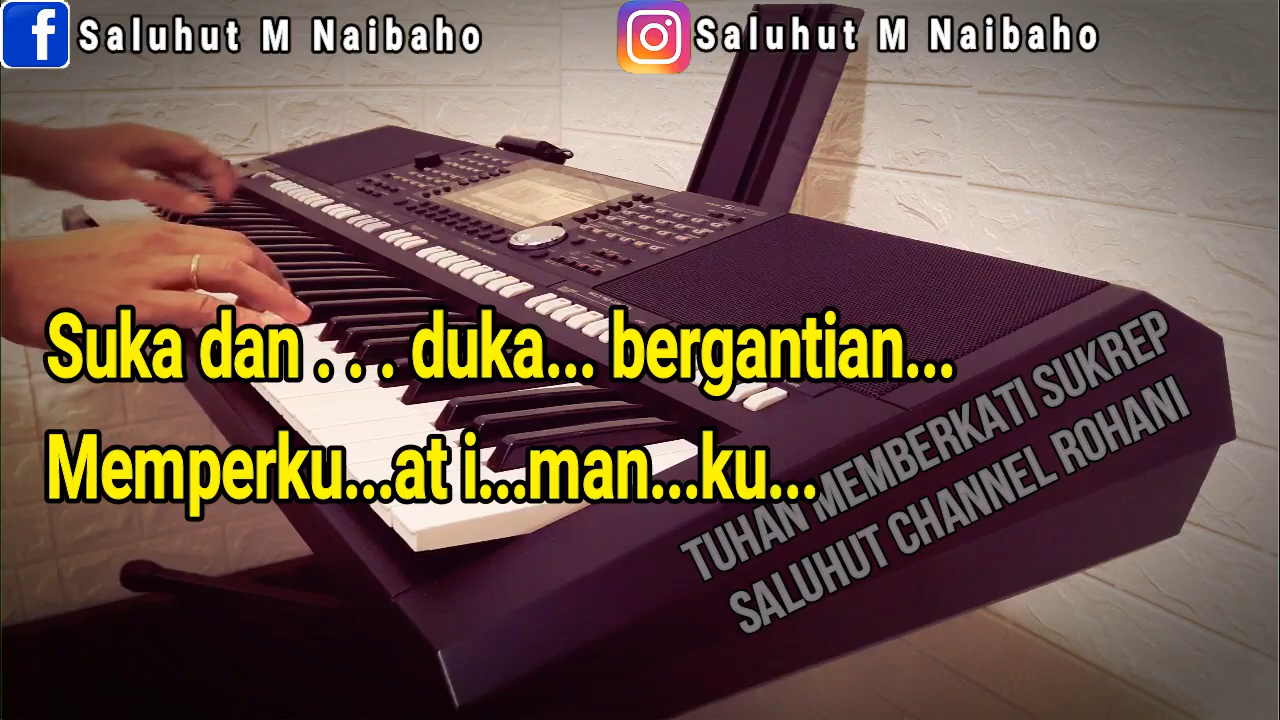 Saluhut M Naibaho
Saluhut M Naibaho
Suka dan . . . duka... bergantian...
Memperku...at i...man...ku...
TUHAN MEMBERKATI SUKREP
SALUHUT CHANNEL ROHANI